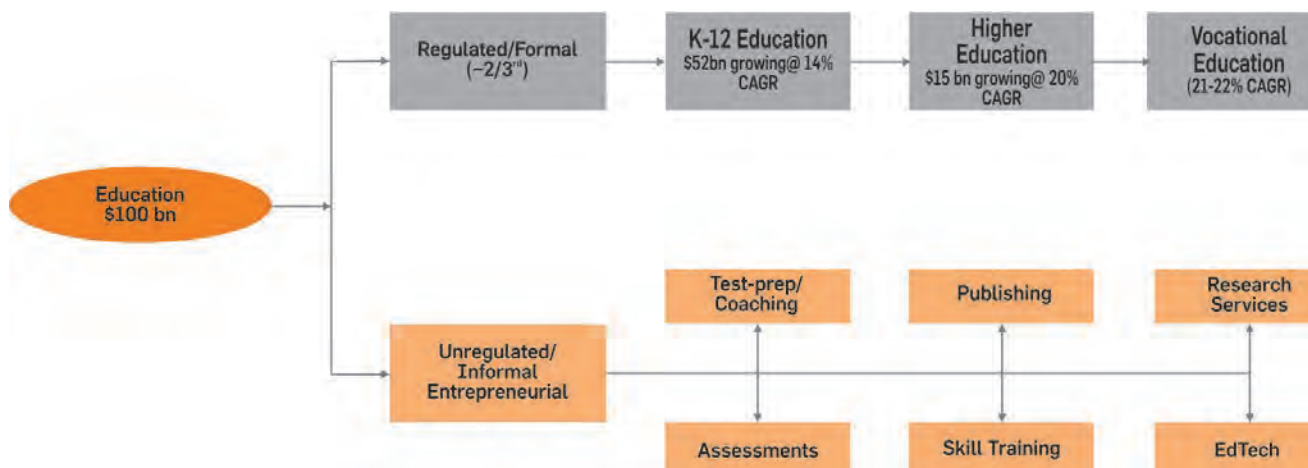 Regulated/Formal
(~2/3rd)
K-12 Education
$52bn growing@ 14%
CAGR
Higher
Education
$15 bn growing@ 20%
CAGR
Vocational
Education
(21-22% CAGR)
Education
$100 bn
Test-prep/
Coaching
Publishing
Research
Services
Unregulated/
Informal
Entrepreneurial
Assessments
Skill Training
EdTech